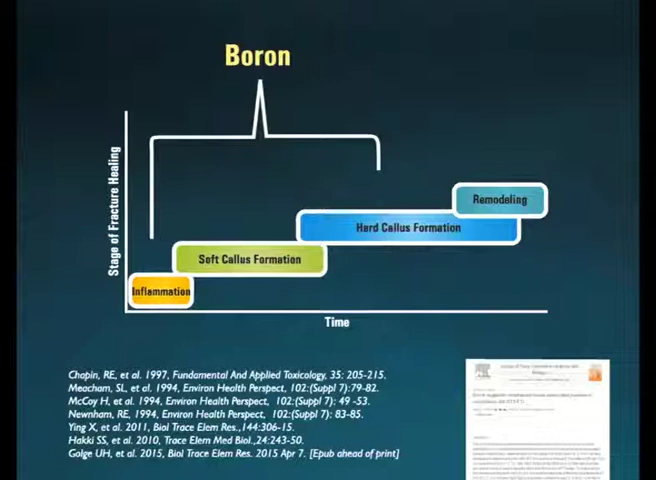 Boron
Stage of Fracture Healing
Remodeling
Hard Callus Formation
Soft Callus Formation
Inflammation
Time
Chapin, RE, et al. 1997, Fundamental And Applied Toxicology, 35: 205-215.
Meacham, SL, et al. 1994, Environ Health Perspect, 102:(Suppl 7):79-82.
McCoy H, et al. 1994, Environ Health Perspect, 102:(Suppl 7): 49 -53.
Newnham, RE, 1994, Environ Health Perspect, 102:(Suppl 7): 83-85.
Ying X, et al. 2011, Biol Trace Elem Res.,144:306-15.
Hakki SS, et al. 2010, Trace Elem Med Biol.,24:243-50.
Golge UH, et al. 2015, Biol Trace Elem Res. 2015 Apr 7. [Epub ahead of print]